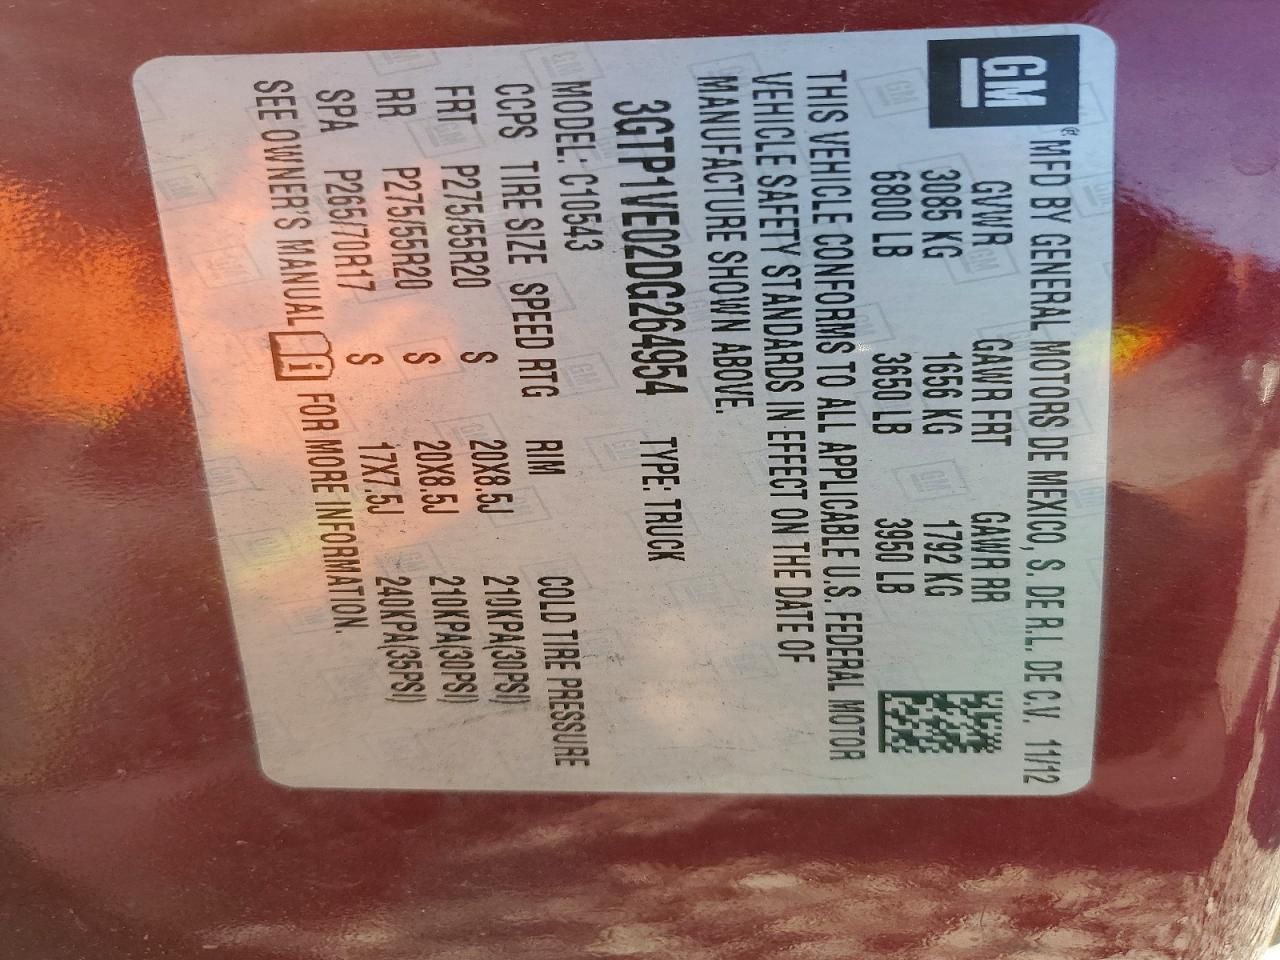 GM
® MFD BY GENERAL MOTORS DE MEXICO, S. DE R.L. DE C.V. 11/12
GVWR GAWR FRT GAWR RR
3085 KG 1656 KG 1792 KG
6800 LB 3650 LB 3950 LB
THIS VEHICLE CONFORMS TO ALL APPLICABLE U.S. FEDERAL MOTOR
VEHICLE SAFETY STANDARDS IN EFFECT ON THE DATE OF
MANUFACTURE SHOWN ABOVE.
3GTP1VE02DG264954 TYPE: TRUCK
MODEL: C10543
CCPS TIRE SIZE SPEED RTG RIM COLD TIRE PRESSURE
FRT P275/55R20 S 20X8.5J 210KPA(30PSI)
RR P275/55R20 S 20X8.5J 210KPA(30PSI)
SPA P265/70R17 S 17X7.5J 240KPA(35PSI)
SEE OWNER'S MANUAL i FOR MORE INFORMATION.